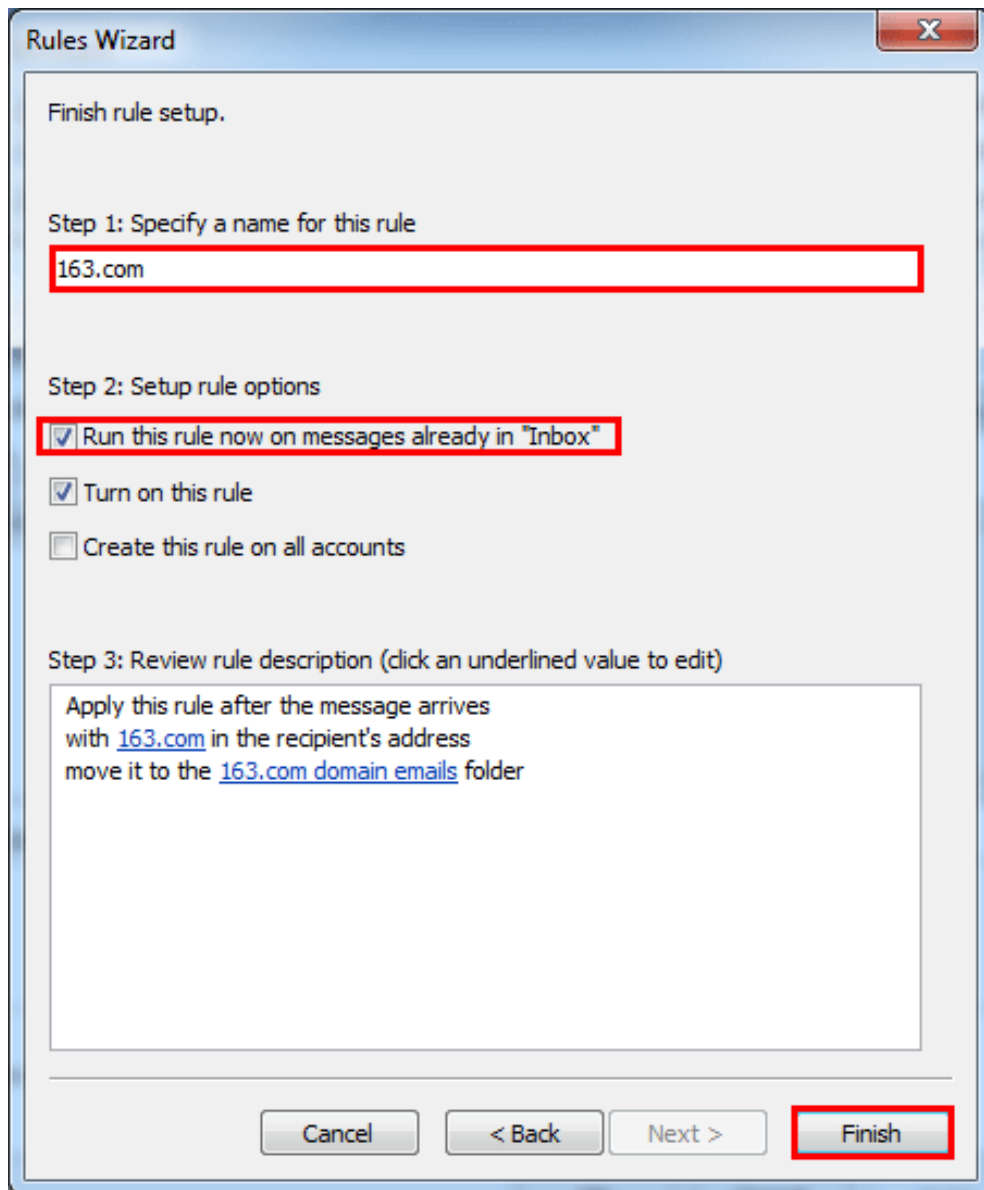 Rules Wizard
Finish rule setup.
Step 1: Specify a name for this rule
163.com
Step 2: Setup rule options
Run this rule now on messages already in "Inbox"
Turn on this rule
Create this rule on all accounts
Step 3: Review rule description (click an underlined value to edit)
Apply this rule after the message arrives
with 163.com in the recipient's address
move it to the 163.com domain emails folder
Cancel
< Back
Next >
Finish